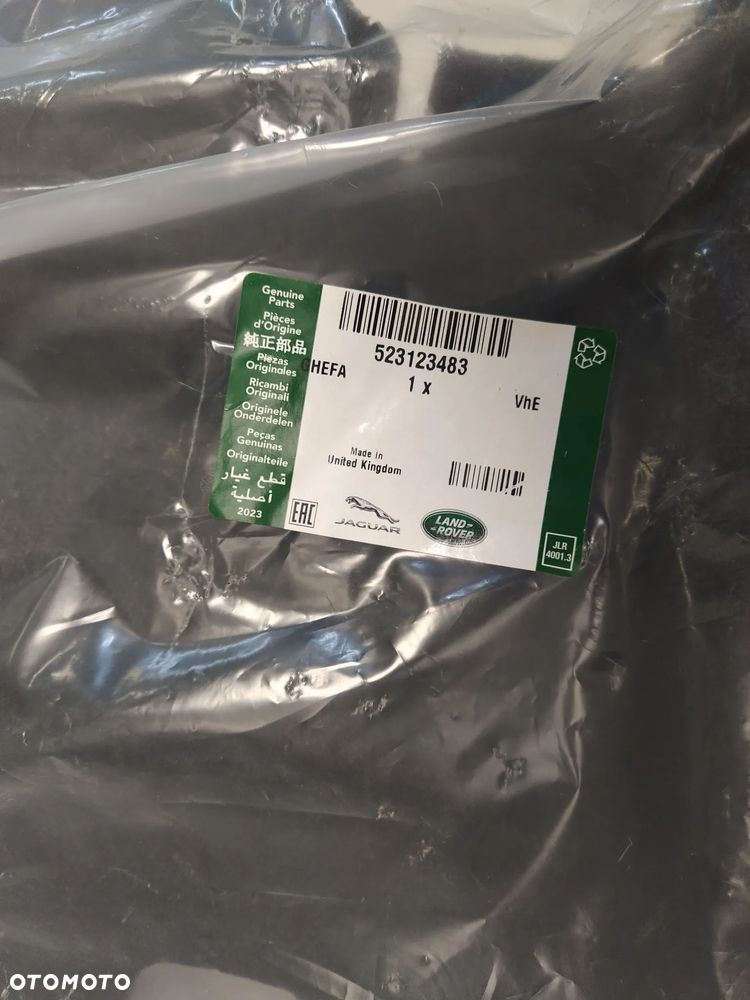 Genuine
Parts
Pièces
d'Origine
純正部品
Piezas
Originales
Ricambi
Originali
Originele
Onderdelen
Peças
Genuinas
Originalteile
قطع غيار
أصلية
2023
523123483
GHEFA
1 x
VhE
Made in
United Kingdom
EAC
JAGUAR
LAND
ROVER
JLR
4001.3
OTOMOTO